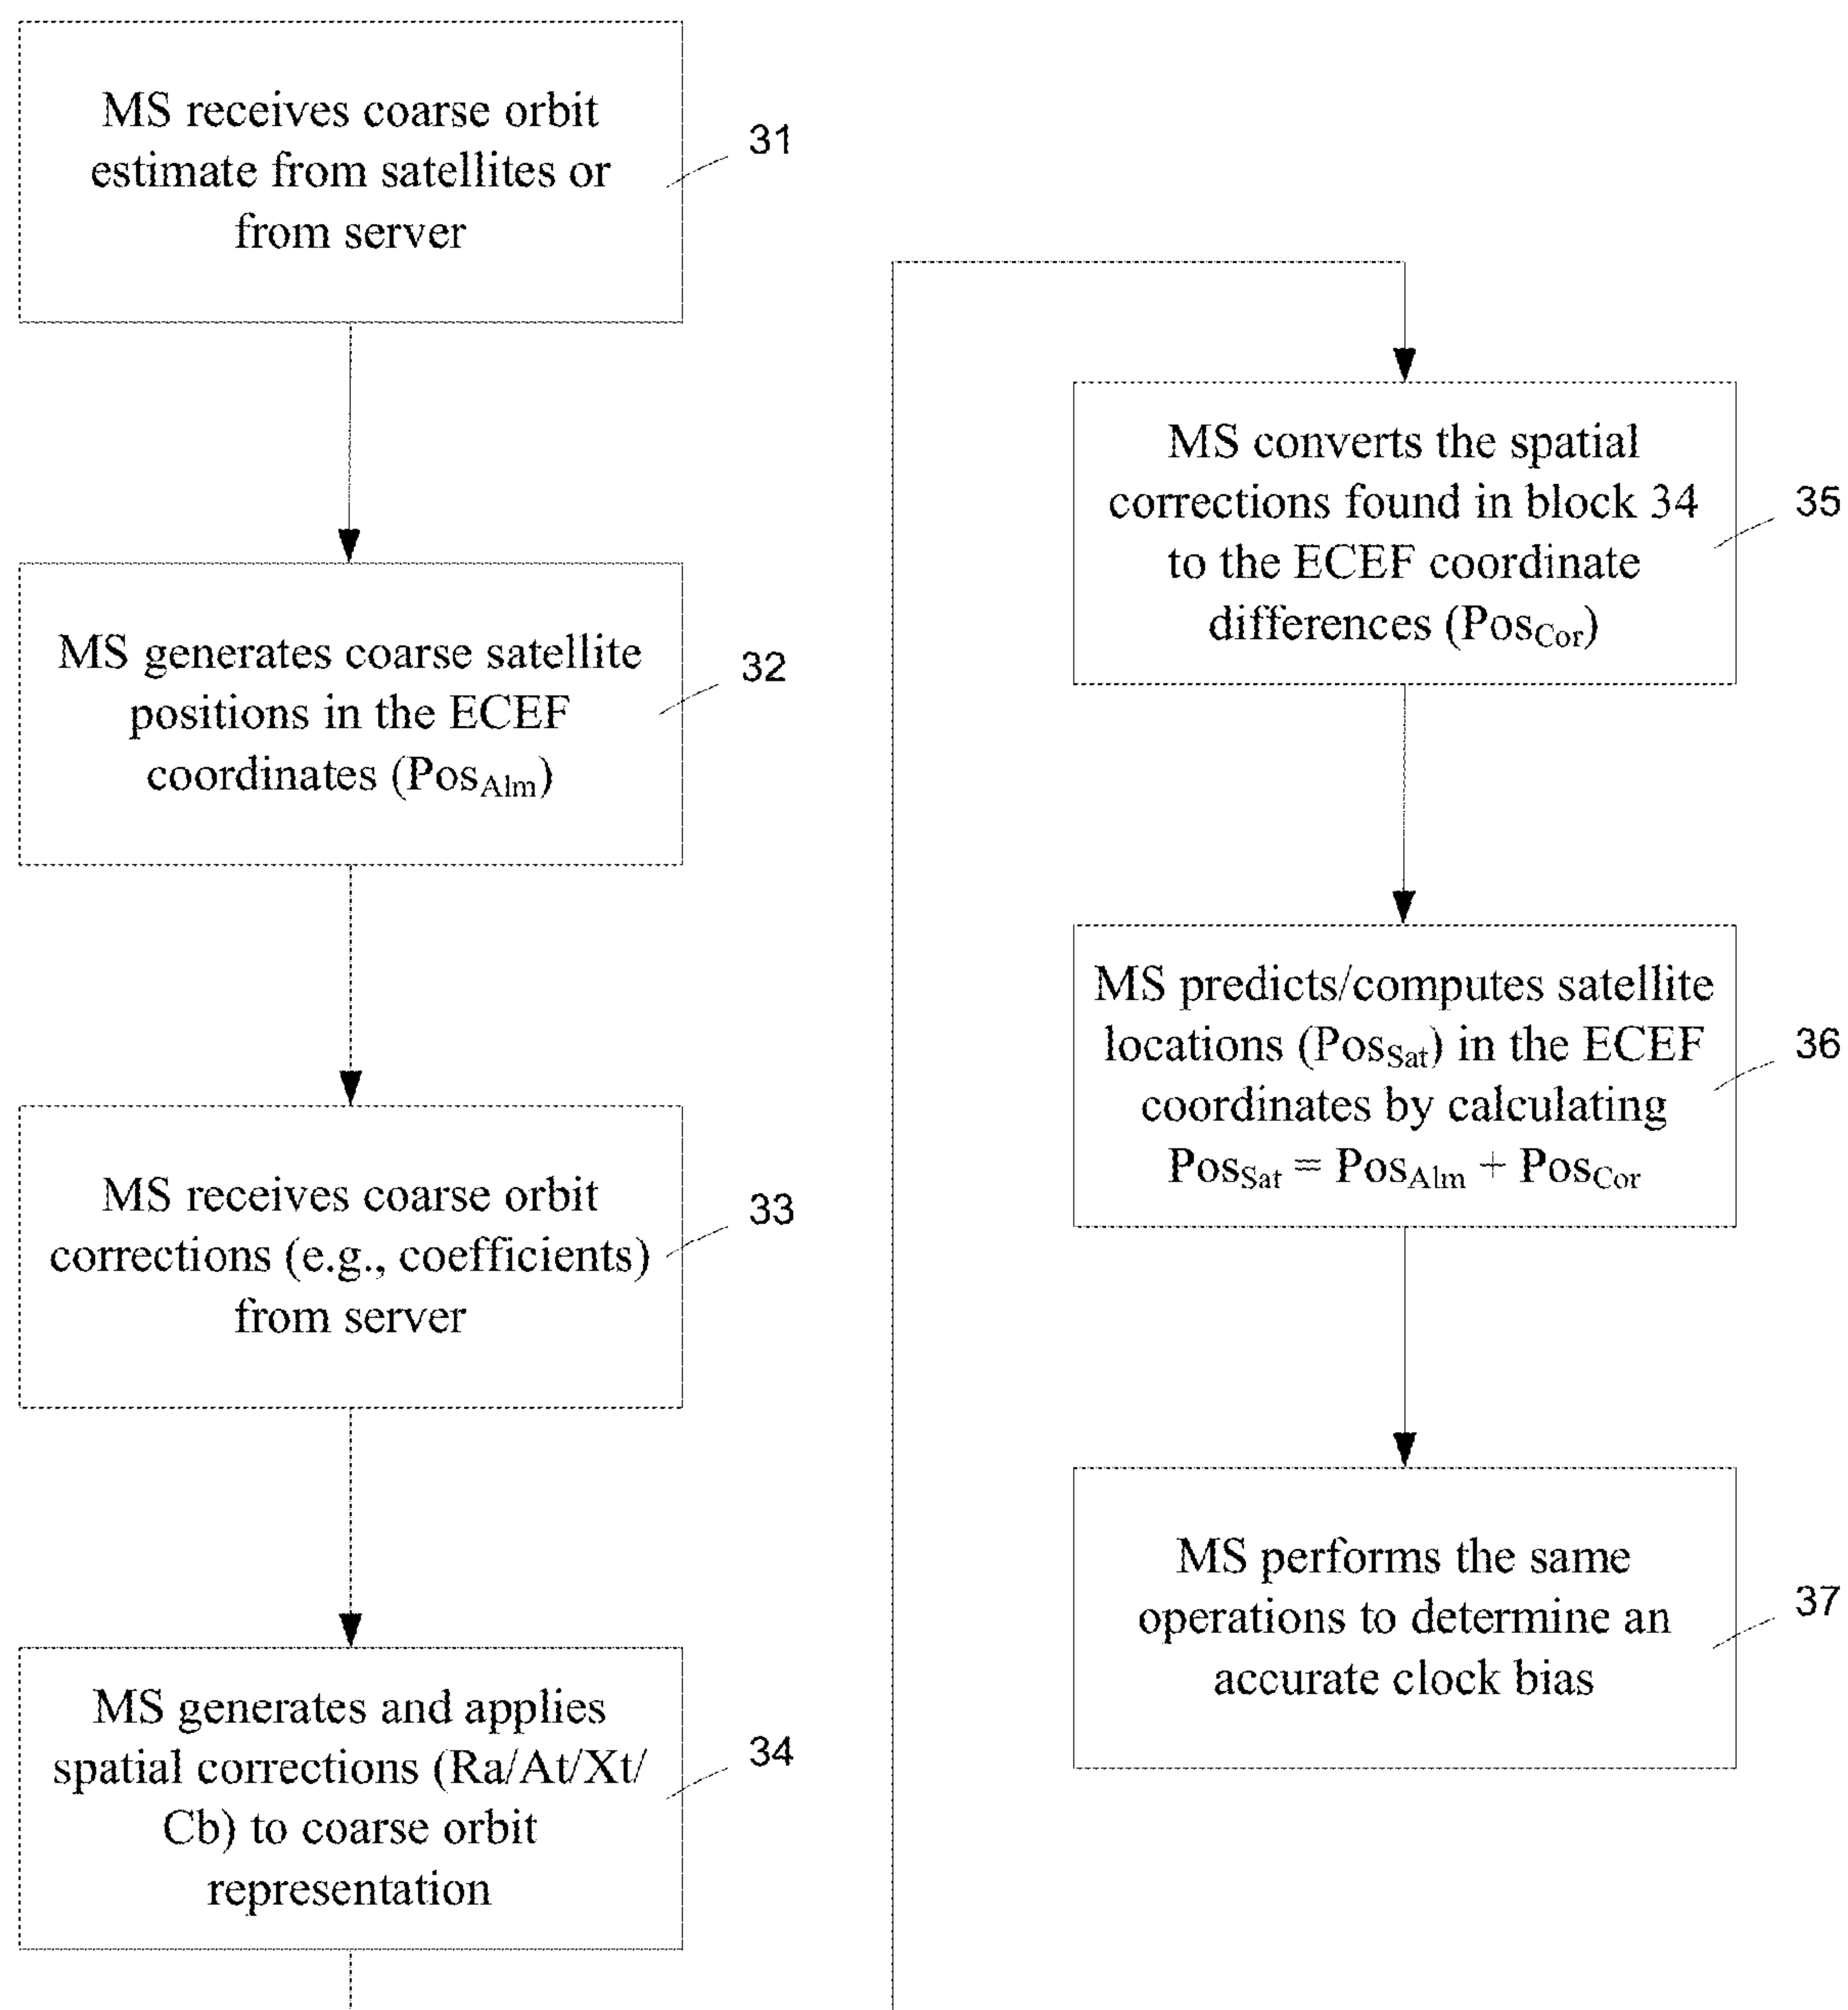 MS receives coarse orbit
estimate from satellites or
from server
31
MS generates coarse satellite
positions in the ECEF
coordinates (PosAlm)
32
MS receives coarse orbit
corrections (e.g., coefficients)
from server
33
MS generates and applies
spatial corrections (Ra/At/Xt/
Cb) to coarse orbit
representation
34
MS converts the spatial
corrections found in block 34
to the ECEF coordinate
differences (PosCor)
35
MS predicts/computes satellite
locations (PosSat) in the ECEF
coordinates by calculating
PosSat = PosAlm + PosCor
36
MS performs the same
operations to determine an
accurate clock bias
37